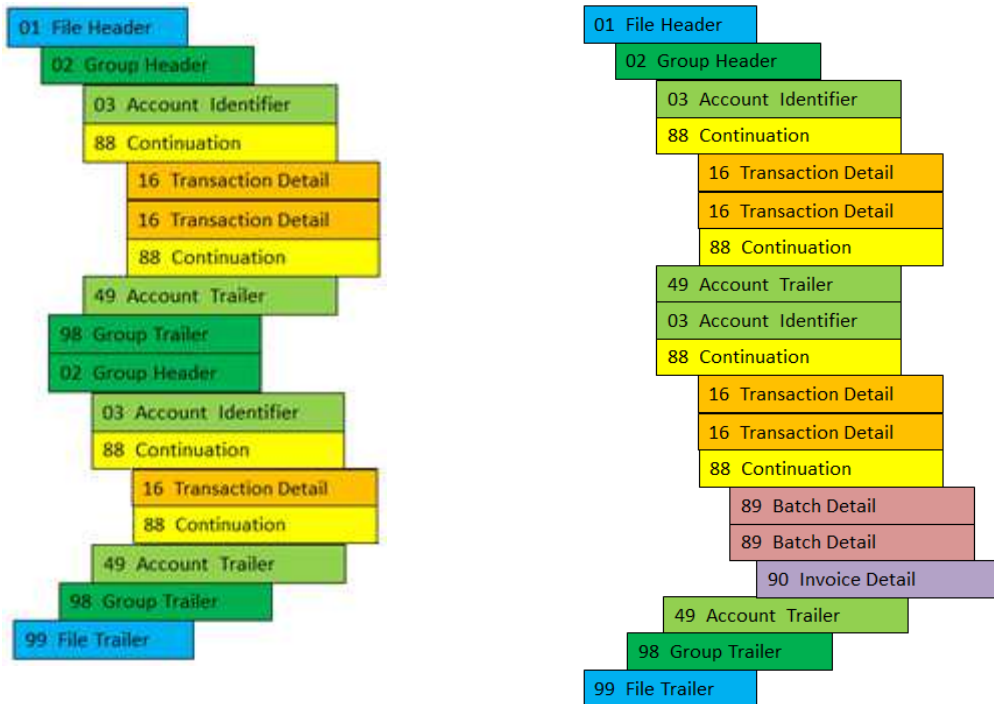 01 File Header
02 Group Header
03 Account Identifier
88 Continuation
16 Transaction Detail
16 Transaction Detail
88 Continuation
49 Account Trailer
98 Group Trailer
02 Group Header
03 Account Identifier
88 Continuation
16 Transaction Detail
88 Continuation
49 Account Trailer
98 Group Trailer
99 File Trailer
01 File Header
02 Group Header
03 Account Identifier
88 Continuation
16 Transaction Detail
16 Transaction Detail
88 Continuation
49 Account Trailer
03 Account Identifier
88 Continuation
16 Transaction Detail
16 Transaction Detail
88 Continuation
89 Batch Detail
89 Batch Detail
90 Invoice Detail
49 Account Trailer
98 Group Trailer
99 File Trailer